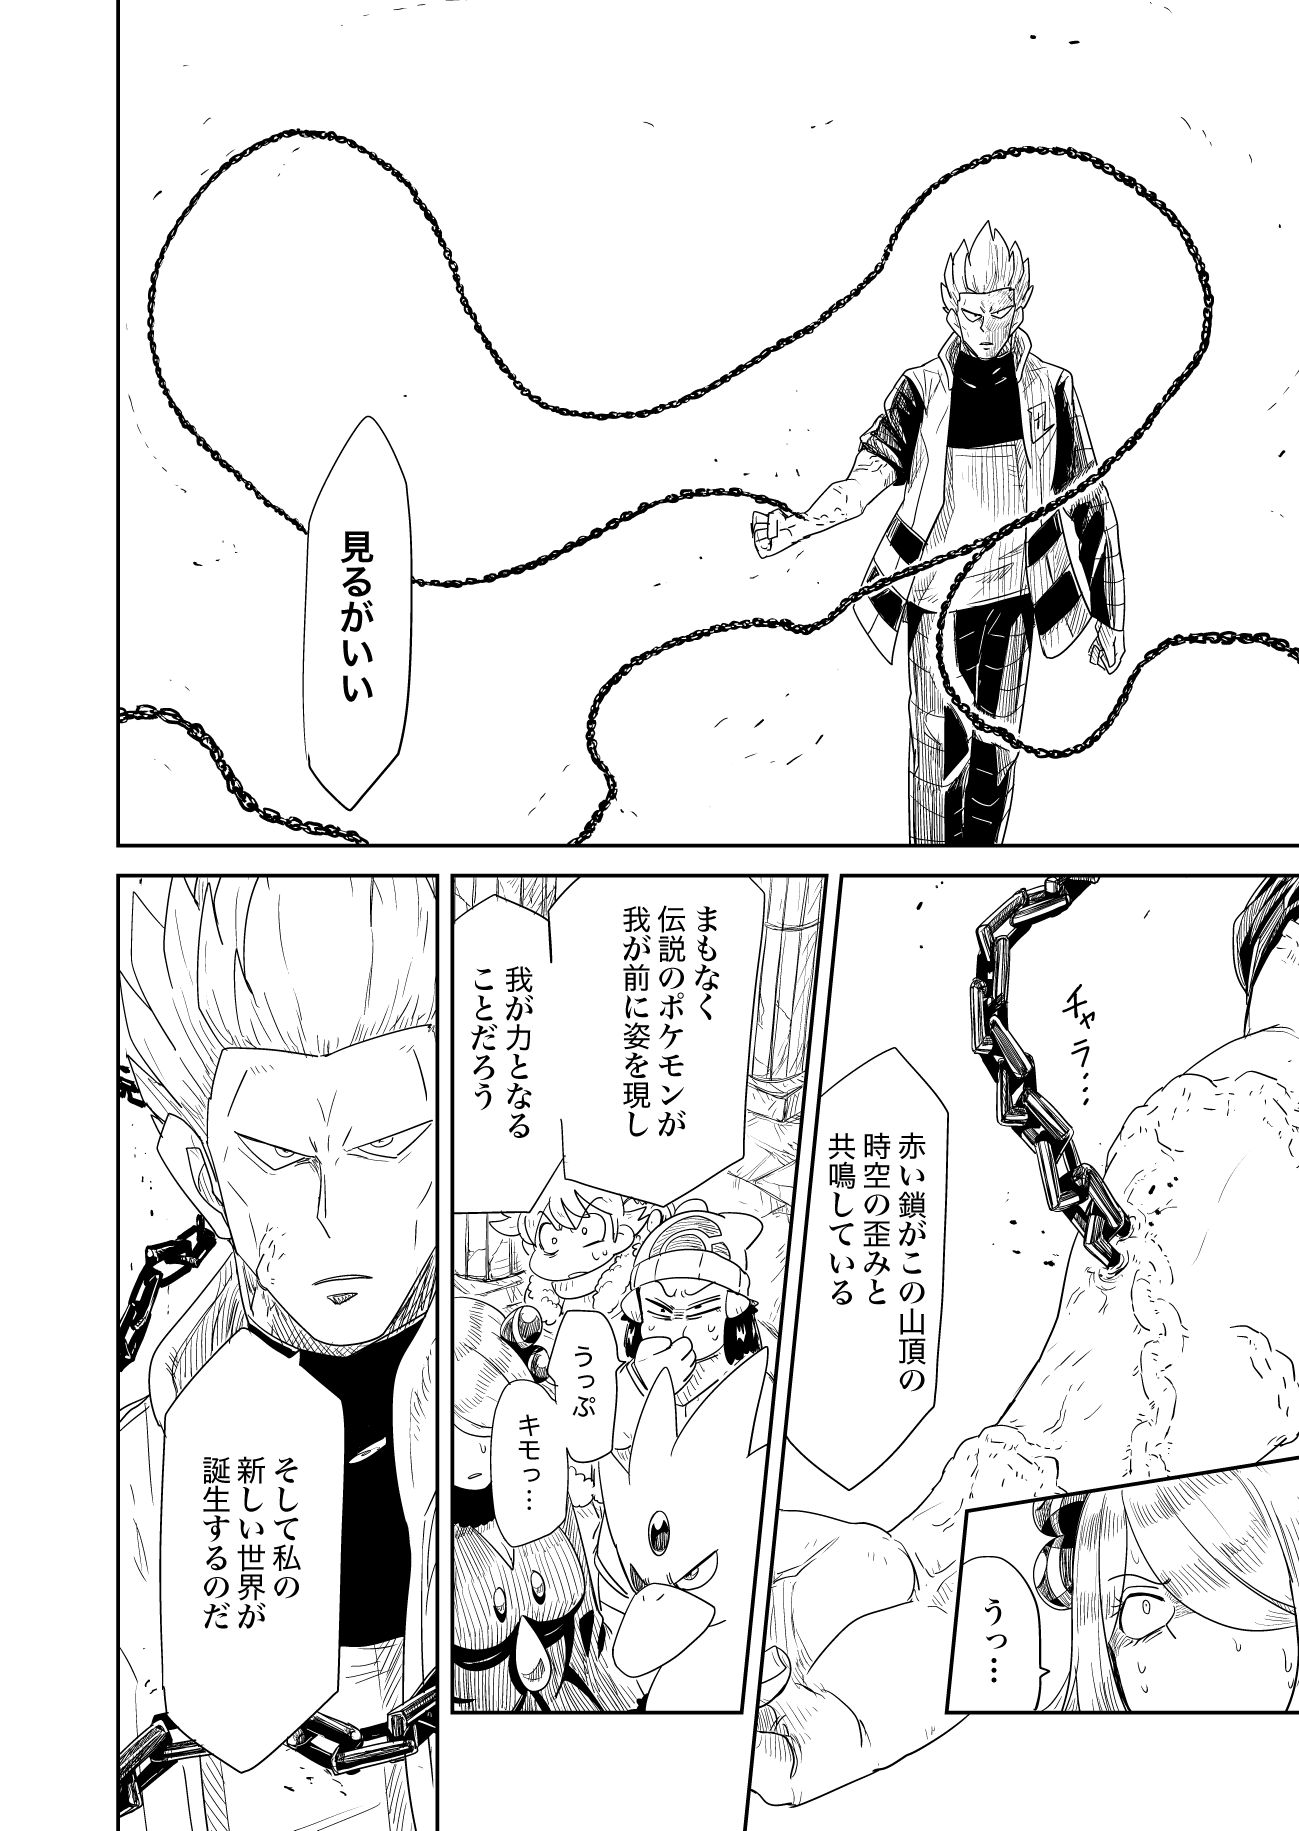 見るがいい
チャラ…
赤い鎖がこの山頂の
時空の歪みと
共鳴している
うっ…
まもなく
伝説のポケモンが
我が前に姿を現し
我が力となる
ことだろう
うっぷ
キモっ…
そして私の
新しい世界が
誕生するのだ